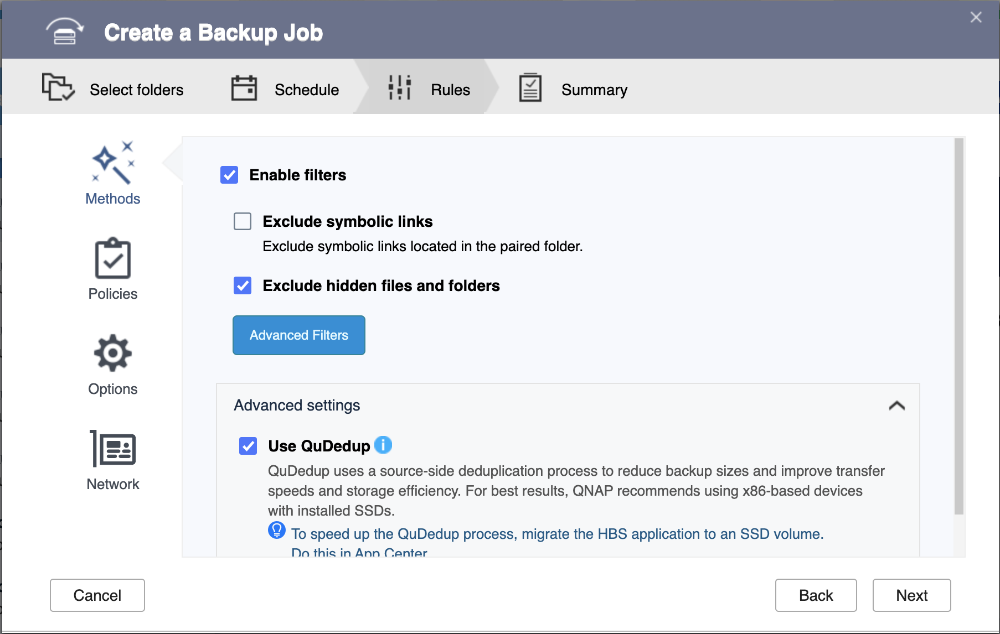 Create a Backup Job
Select folders
Schedule
Rules
Summary
Methods
Policies
Options
Network
Enable filters
Exclude symbolic links
Exclude symbolic links located in the paired folder.
Exclude hidden files and folders
Advanced Filters
Advanced settings
Use QuDedup
QuDedup uses a source-side deduplication process to reduce backup sizes and improve transfer
speeds and storage efficiency. For best results, QNAP recommends using x86-based devices
with installed SSDs.
To speed up the QuDedup process, migrate the HBS application to an SSD volume.
Do this in App Center
Cancel
Back
Next